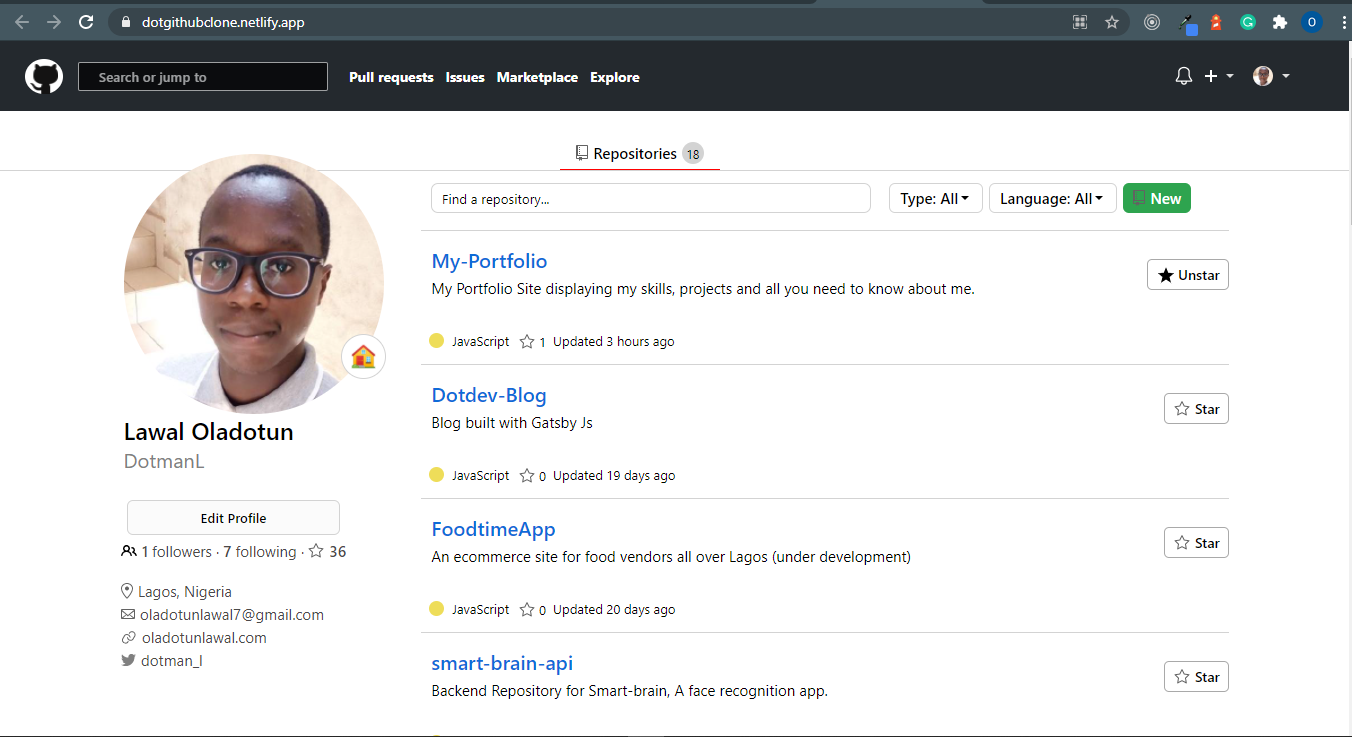 dotgithubclone.netlify.app
O
Search or jump to
Pull requests Issues Marketplace Explore
Repositories 18
Find a repository...
Type: All
Language: All
New
Lawal Oladotun
DotmanL
Edit Profile
1 followers · 7 following · 36
Lagos, Nigeria
oladotunlawal7@gmail.com
oladotunlawal.com
dotman_l
My-Portfolio
Unstar
My Portfolio Site displaying my skills, projects and all you need to know about me.
JavaScript 1 Updated 3 hours ago
Dotdev-Blog
Star
Blog built with Gatsby Js
JavaScript 0 Updated 19 days ago
FoodtimeApp
Star
An ecommerce site for food vendors all over Lagos (under development)
JavaScript 0 Updated 20 days ago
smart-brain-api
Star
Backend Repository for Smart-brain, A face recognition app.